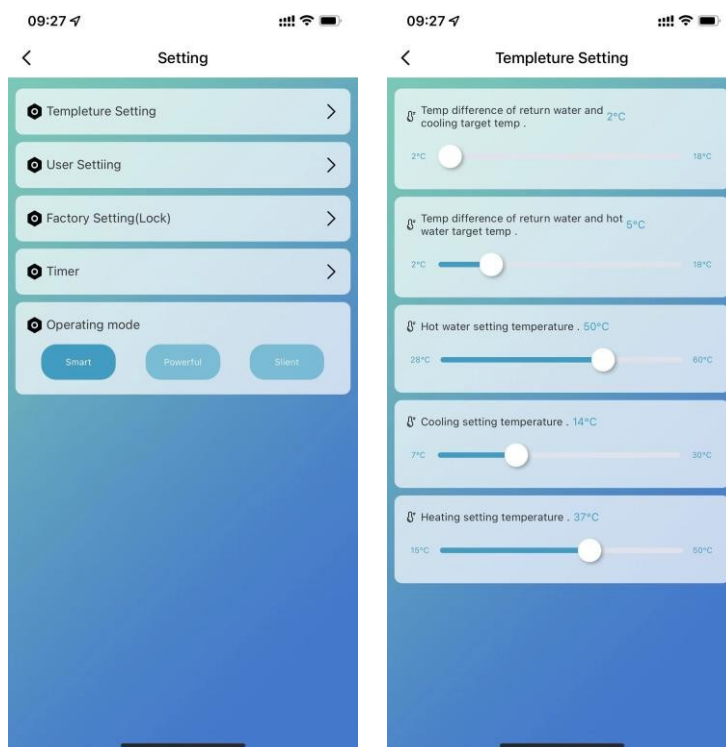 09:27
Setting
Templeture Setting
User Settiing
Factory Setting(Lock)
Timer
Operating mode
Smart
Powerful
Silent
09:27
Templeture Setting
Temp difference of return water and
cooling target temp .
2°C
2°C
18°C
Temp difference of return water and hot
water target temp .
5°C
2°C
18°C
Hot water setting temperature . 50°C
28°C
60°C
Cooling setting temperature . 14°C
7°C
30°C
Heating setting temperature . 37°C
15°C
50°C